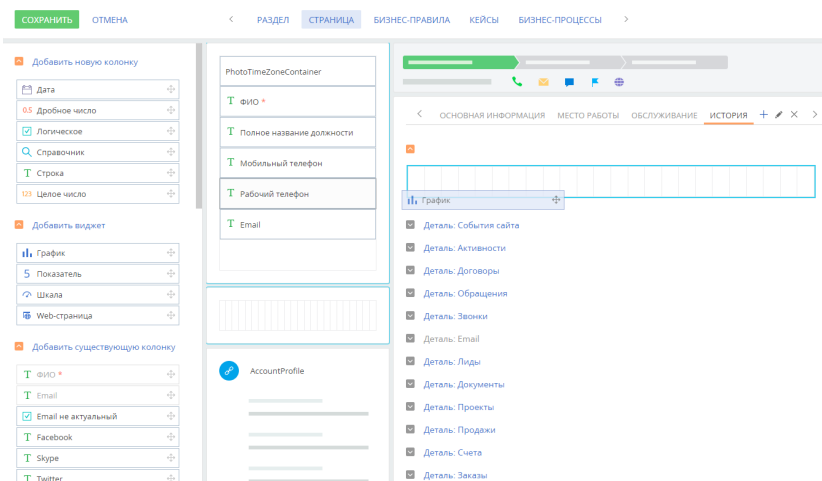 СОХРАНИТЬ ОТМЕНА РАЗДЕЛ СТРАНИЦА БИЗНЕС-ПРАВИЛА КЕЙСЫ БИЗНЕС-ПРОЦЕССЫ
Добавить новую колонку
Дата
0.5 Дробное число
Логическое
Справочник
T Строка
123 Целое число
Добавить виджет
График
5 Показатель
Шкала
Web-страница
Добавить существующую колонку
T ФИО *
T Email
Email не актуальный
T Facebook
T Skype
T Twitter
PhotoTimeZoneContainer
T ФИО *
T Полное название должности
T Мобильный телефон
T Рабочий телефон
T Email
AccountProfile
ОСНОВНАЯ ИНФОРМАЦИЯ МЕСТО РАБОТЫ ОБСЛУЖИВАНИЕ ИСТОРИЯ
График
Деталь: События сайта
Деталь: Активности
Деталь: Договоры
Деталь: Обращения
Деталь: Звонки
Деталь: Email
Деталь: Лиды
Деталь: Документы
Деталь: Проекты
Деталь: Продажи
Деталь: Счета
Деталь: Заказы